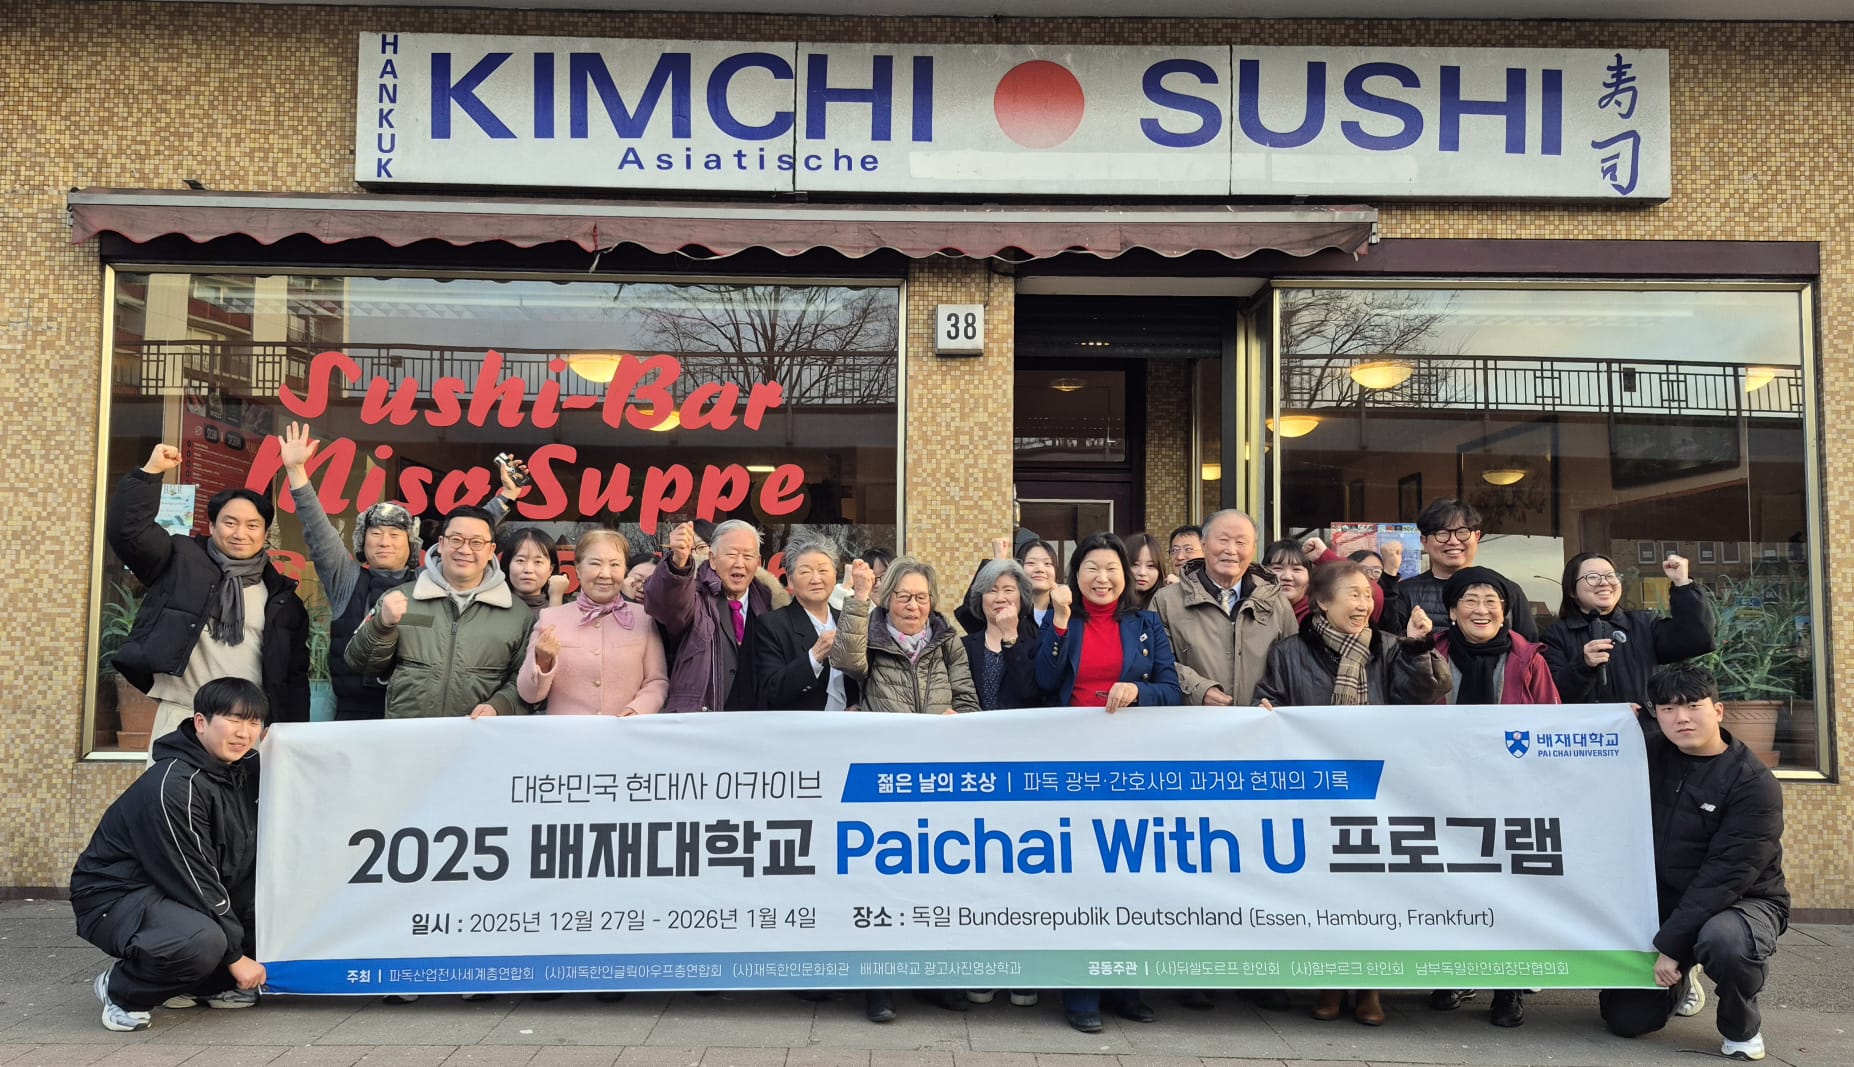 HANKUK
KIMCHI SUSHI
寿司
Asiatische
38
Sushi-Bar
Miso-Suppe
배재대학교
PAI CHAI UNIVERSITY
대한민국 현대사 아카이브 젊은 날의 초상 | 파독 광부·간호사의 과거와 현재의 기록
2025 배재대학교 Paichai With U 프로그램
일시 : 2025년 12월 27일 - 2026년 1월 4일 장소 : 독일 Bundesrepublik Deutschland (Essen, Hamburg, Frankfurt)
주최 | 파독산업전사세계총연합회 (사)재독한인글뤽아우프총연합회 (사)재독한인문화회관 배재대학교 광고사진영상학과 공동주관 | (사)뒤셀도르프 한인회 (사)함부르크 한인회 남부독일한인회장단협의회